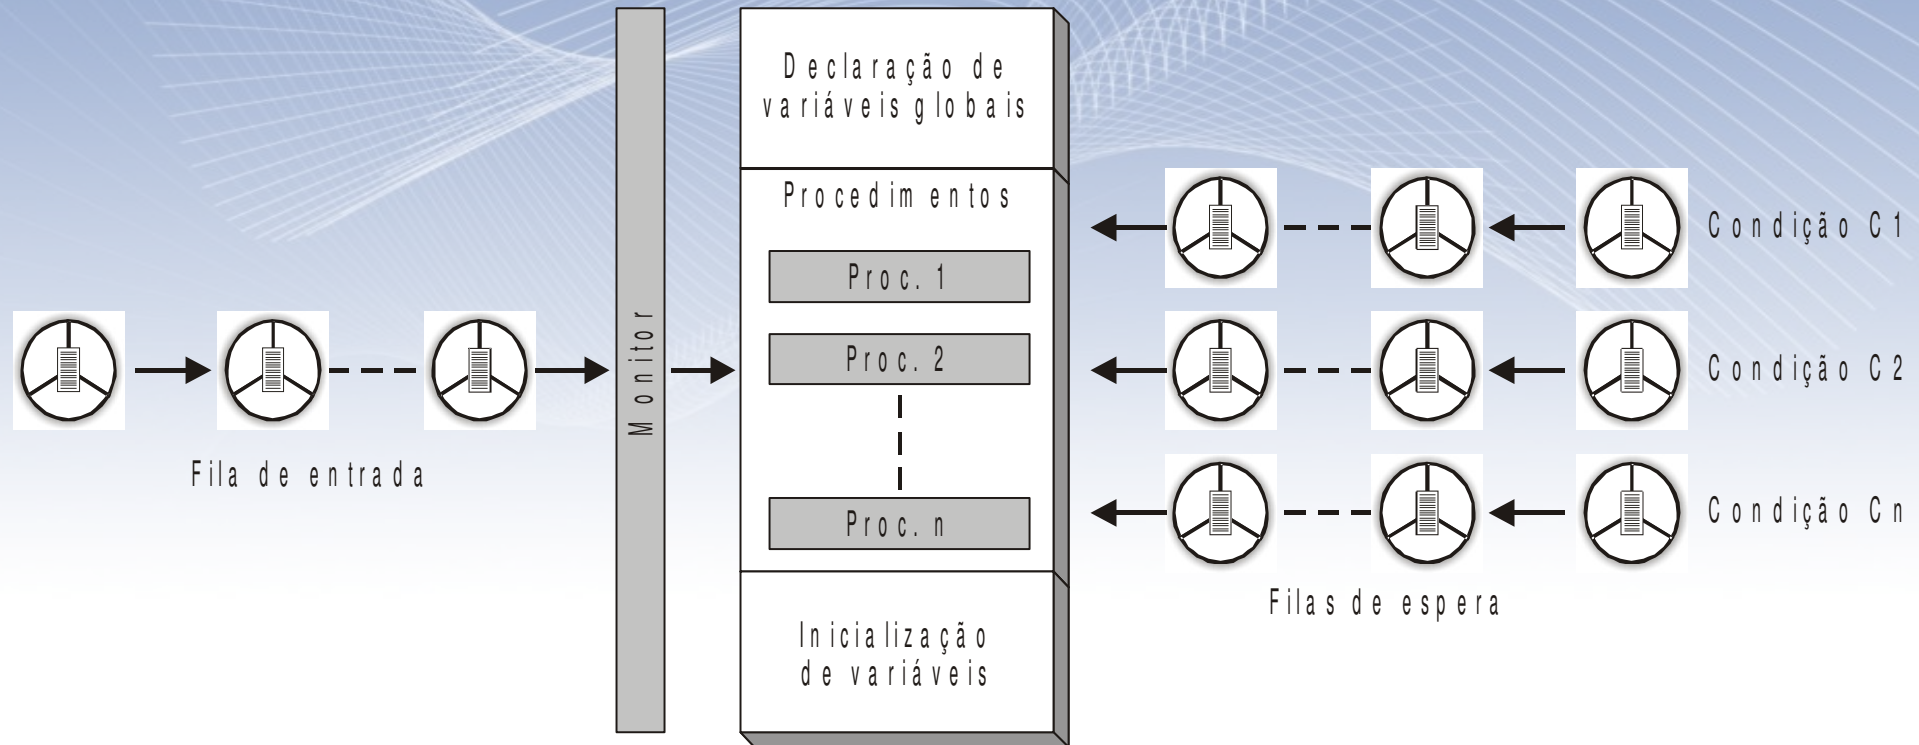 Declaração de
variáveis globais
Procedimentos
Proc. 1
Proc. 2
Proc. n
Inicialização
de variáveis
Monitor
Fila de entrada
Condição C1
Condição C2
Condição Cn
Filas de espera